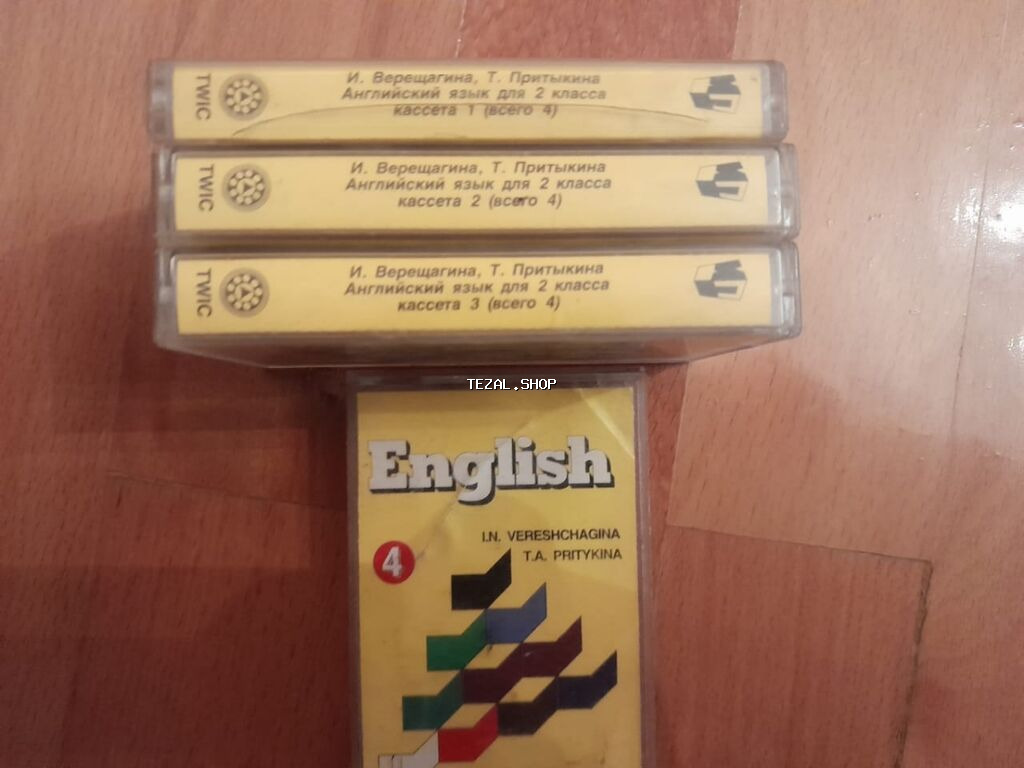 TWIC
И. Верещагина, Т. Притыкина
Английский язык для 2 класса
кассета 1 (всего 4)
TWIC
И. Верещагина, Т. Притыкина
Английский язык для 2 класса
кассета 2 (всего 4)
TWIC
И. Верещагина, Т. Притыкина
Английский язык для 2 класса
кассета 3 (всего 4)
TEZAL.SHOP
English
I.N. VERESHCHAGINA
4
T.A. PRITYKINA